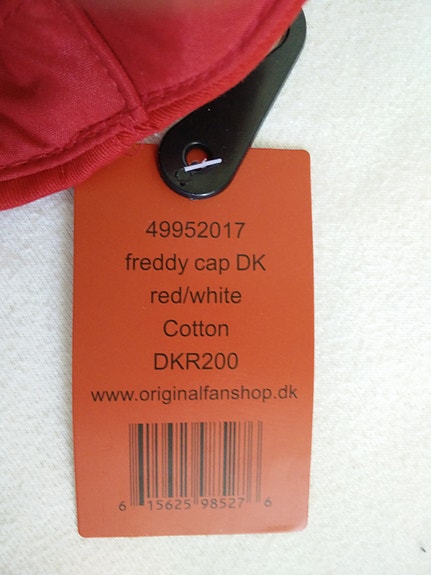 49952017
freddy cap DK
red/white
Cotton
DKR200
www.originalfanshop.dk
6 15625 98527 6